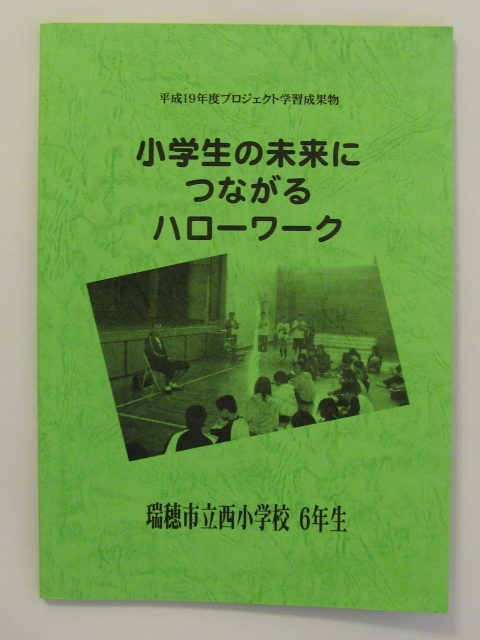 平成19年度プロジェクト学習成果物
小学生の未来に
つながる
ハローワーク
瑞穂市立西小学校 6年生